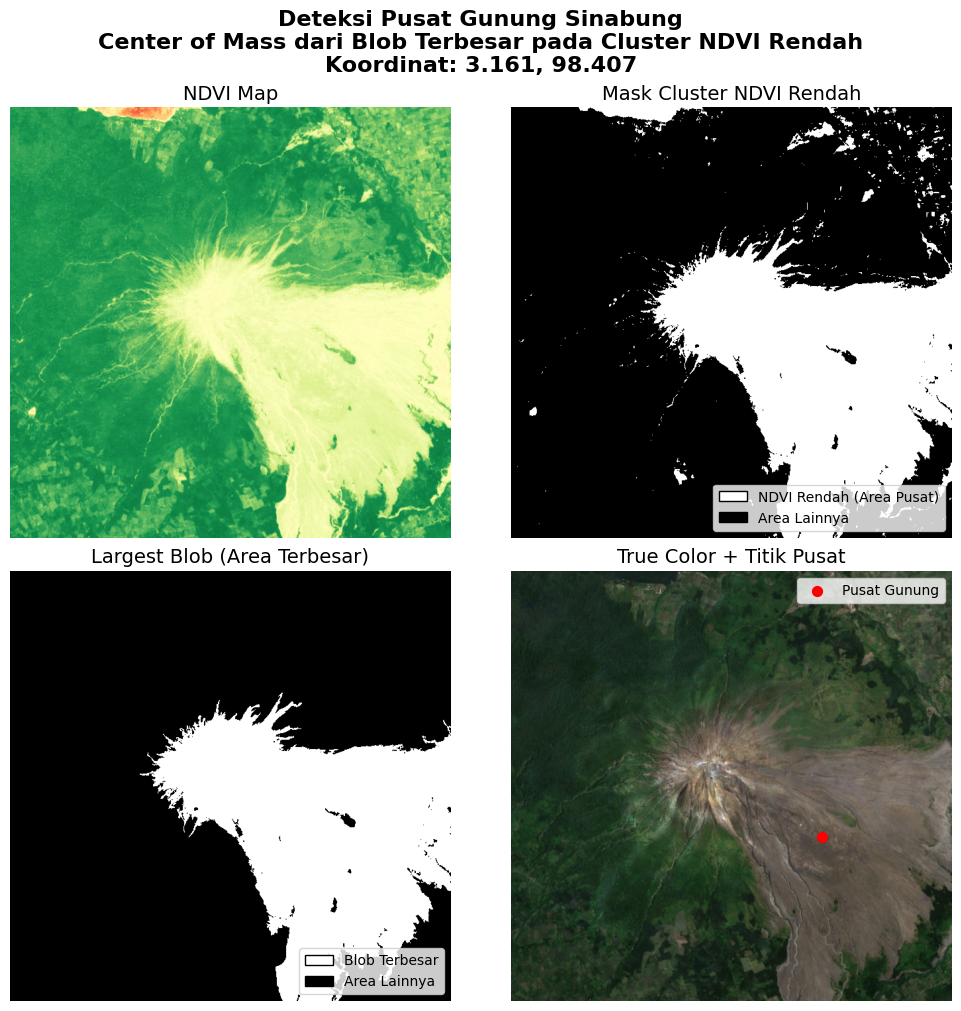 Deteksi Pusat Gunung Sinabung
Center of Mass dari Blob Terbesar pada Cluster NDVI Rendah
Koordinat: 3.161, 98.407
NDVI Map
Mask Cluster NDVI Rendah
NDVI Rendah (Area Pusat)
Area Lainnya
Largest Blob (Area Terbesar)
True Color + Titik Pusat
Blob Terbesar
Area Lainnya
Pusat Gunung